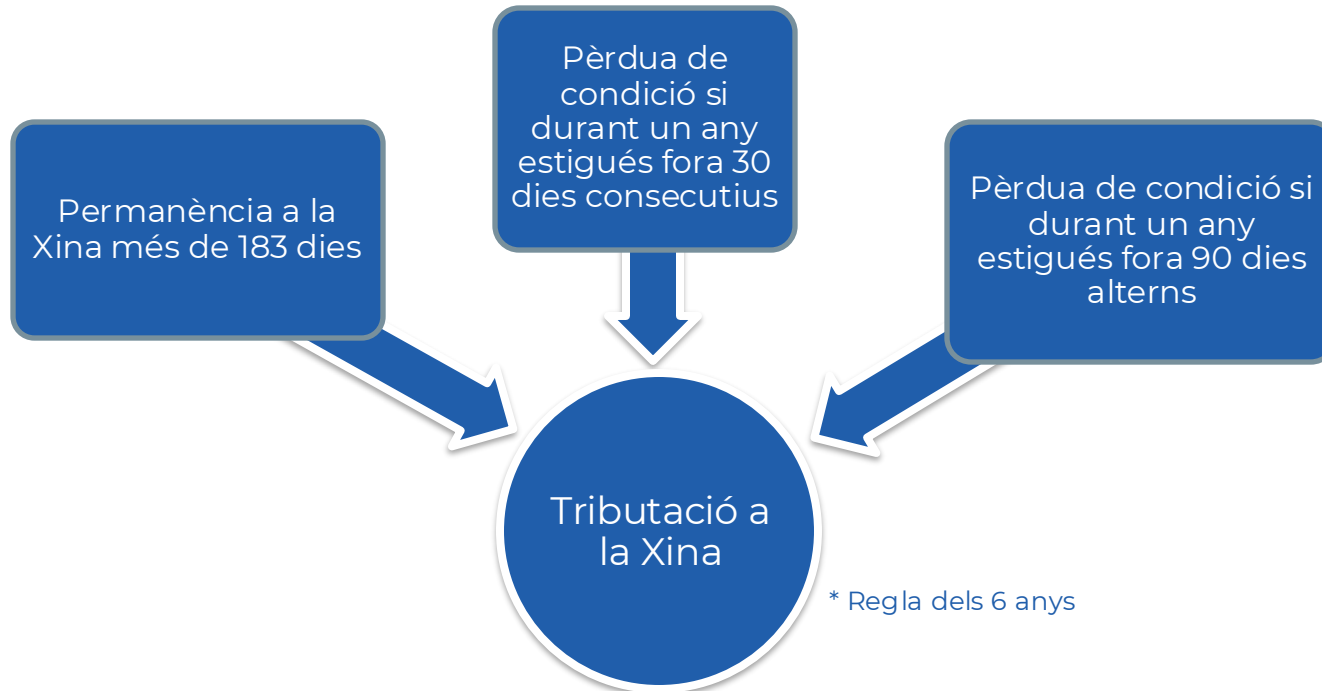 Pèrdua de
condició si
durant un any
estigués fora 30
dies consecutius
Permanència a la
Xina més de 183 dies
Pèrdua de condició si
durant un any
estigués fora 90 dies
alterns
Tributació a
la Xina
* Regla dels 6 anys